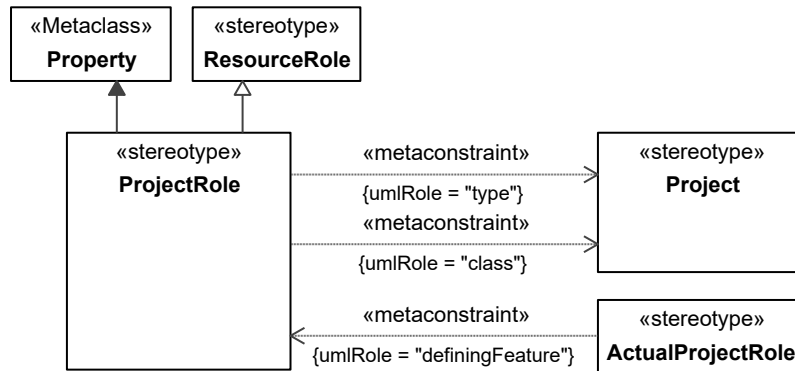 «Metaclass»
Property
«stereotype»
ResourceRole
«stereotype»
ProjectRole
«metaconstraint»
{umlRole = "type"}
«metaconstraint»
{umlRole = "class"}
«stereotype»
Project
«metaconstraint»
{umlRole = "definingFeature"}
«stereotype»
ActualProjectRole